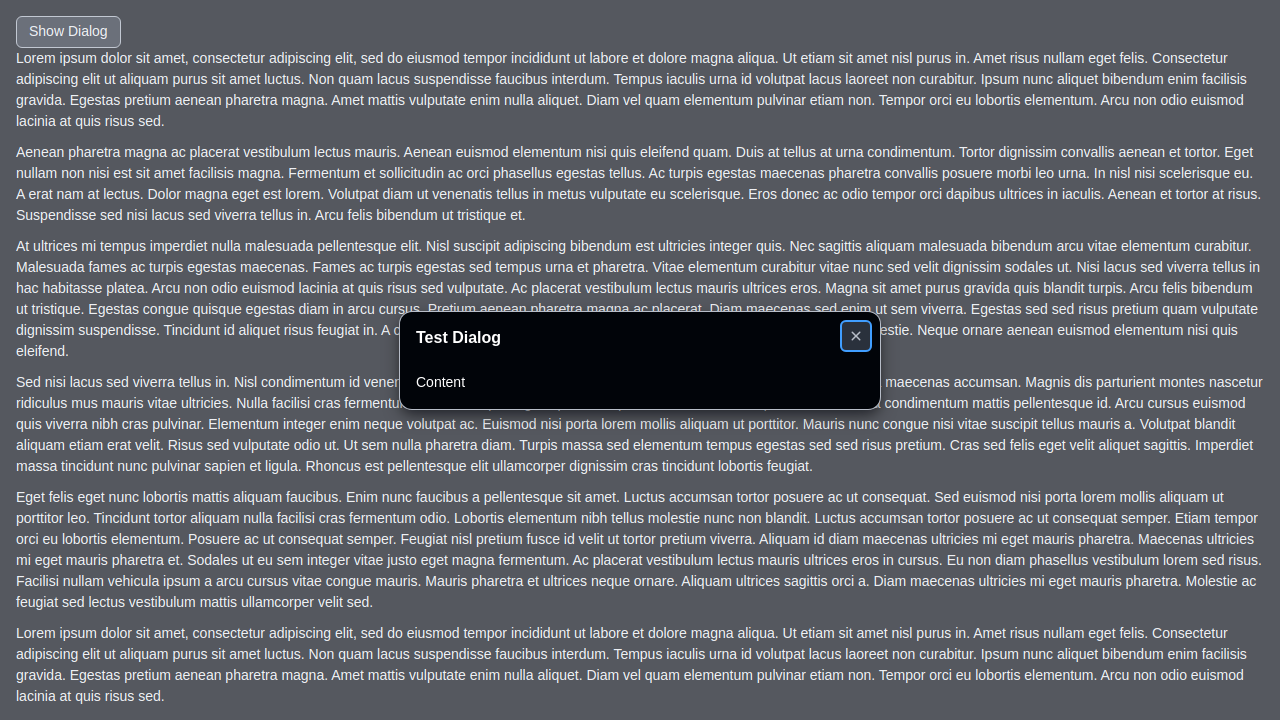 Show Dialog
Lorem ipsum dolor sit amet, consectetur adipiscing elit, sed do eiusmod tempor incididunt ut labore et dolore magna aliqua. Ut etiam sit amet nisl purus in. Amet risus nullam eget felis. Consectetur
adipiscing elit ut aliquam purus sit amet luctus. Non quam lacus suspendisse faucibus interdum. Tempus iaculis urna id volutpat lacus laoreet non curabitur. Ipsum nunc aliquet bibendum enim facilisis
gravida. Egestas pretium aenean pharetra magna. Amet mattis vulputate enim nulla aliquet. Diam vel quam elementum pulvinar etiam non. Tempor orci eu lobortis elementum. Arcu non odio euismod
lacinia at quis risus sed.
Aenean pharetra magna ac placerat vestibulum lectus mauris. Aenean euismod elementum nisi quis eleifend quam. Duis at tellus at urna condimentum. Tortor dignissim convallis aenean et tortor. Eget
nullam non nisi est sit amet facilisis magna. Fermentum et sollicitudin ac orci phasellus egestas tellus. Ac turpis egestas maecenas pharetra convallis posuere morbi leo urna. In nisl nisi scelerisque eu.
A erat nam at lectus. Dolor magna eget est lorem. Volutpat diam ut venenatis tellus in metus vulputate eu scelerisque. Eros donec ac odio tempor orci dapibus ultrices in iaculis. Aenean et tortor at risus.
Suspendisse sed nisi lacus sed viverra tellus in. Arcu felis bibendum ut tristique et.
At ultrices mi tempus imperdiet nulla malesuada pellentesque elit. Nisl suscipit adipiscing bibendum est ultricies integer quis. Nec sagittis aliquam malesuada bibendum arcu vitae elementum curabitur.
Malesuada fames ac turpis egestas maecenas. Fames ac turpis egestas sed tempus urna et pharetra. Vitae elementum curabitur vitae nunc sed velit dignissim sodales ut. Nisi lacus sed viverra tellus in
hac habitasse platea. Arcu non odio euismod lacinia at quis risus sed vulputate. Ac placerat vestibulum lectus mauris ultrices eros. Magna sit amet purus gravida quis blandit turpis. Arcu felis bibendum
ut tristique. Egestas congue quisque egestas diam in arcu cursus. Pretium aenean pharetra magna ac placerat. Diam maecenas sed enim ut sem viverra. Egestas sed sed risus pretium quam vulputate
dignissim suspendisse. Tincidunt id aliquet risus feugiat in. A estie. Neque ornare aenean euismod elementum nisi quis
eleifend.
Test Dialog
Content
Sed nisi lacus sed viverra tellus in. Nisl condimentum id maecenas accumsan. Magnis dis parturient montes nascetur
ridiculus mus mauris vitae ultricies. Nulla facilisi cras condimentum mattis pellentesque id. Arcu cursus euismod
quis viverra nibh cras pulvinar. Elementum integer enim neque volutpat ac. Euismod nisi porta lorem mollis aliquam ut porttitor. Mauris nunc congue nisi vitae suscipit tellus mauris a. Volutpat blandit
aliquam etiam erat velit. Risus sed vulputate odio ut. Ut sem nulla pharetra diam. Turpis massa sed elementum tempus egestas sed sed risus pretium. Cras sed felis eget velit aliquet sagittis. Imperdiet
massa tincidunt nunc pulvinar sapien et ligula. Rhoncus est pellentesque elit ullamcorper dignissim cras tincidunt lobortis feugiat.
Eget felis eget nunc lobortis mattis aliquam faucibus. Enim nunc faucibus a pellentesque sit amet. Luctus accumsan tortor posuere ac ut consequat. Sed euismod nisi porta lorem mollis aliquam ut
porttitor leo. Tincidunt tortor aliquam nulla facilisi cras fermentum odio. Lobortis elementum nibh tellus molestie nunc non blandit. Luctus accumsan tortor posuere ac ut consequat semper. Etiam tempor
orci eu lobortis elementum. Posuere ac ut consequat semper. Feugiat nisl pretium fusce id velit ut tortor pretium viverra. Aliquam id diam maecenas ultricies mi eget mauris pharetra. Maecenas ultricies
mi eget mauris pharetra et. Sodales ut eu sem integer vitae justo eget magna fermentum. Ac placerat vestibulum lectus mauris ultrices eros in cursus. Eu non diam phasellus vestibulum lorem sed risus.
Facilisi nullam vehicula ipsum a arcu cursus vitae congue mauris. Mauris pharetra et ultrices neque ornare. Aliquam ultrices sagittis orci a. Diam maecenas ultricies mi eget mauris pharetra. Molestie ac
feugiat sed lectus vestibulum mattis ullamcorper velit sed.
Lorem ipsum dolor sit amet, consectetur adipiscing elit, sed do eiusmod tempor incididunt ut labore et dolore magna aliqua. Ut etiam sit amet nisl purus in. Amet risus nullam eget felis. Consectetur
adipiscing elit ut aliquam purus sit amet luctus. Non quam lacus suspendisse faucibus interdum. Tempus iaculis urna id volutpat lacus laoreet non curabitur. Ipsum nunc aliquet bibendum enim facilisis
gravida. Egestas pretium aenean pharetra magna. Amet mattis vulputate enim nulla aliquet. Diam vel quam elementum pulvinar etiam non. Tempor orci eu lobortis elementum. Arcu non odio euismod
lacinia at quis risus sed.